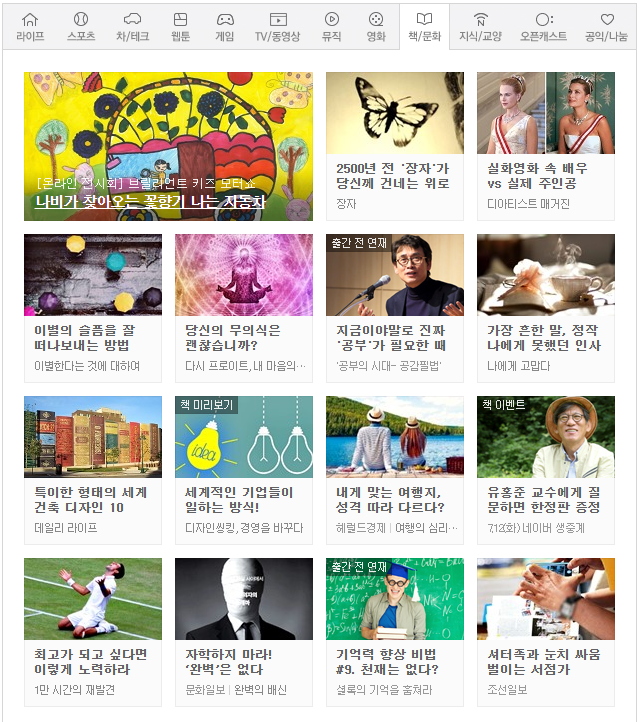 라이프 스포츠 차/테크 웹툰 게임 TV/동영상 뮤직 영화 책/문화 지식/교양 오픈캐스트 공익/나눔
[온라인 전시회] 브릴리언트 키즈 모터쇼
나비가 찾아오는 꽃향기 나는 자동차
2500년 전 '장자'가
당신께 건네는 위로
장자
실화영화 속 배우
vs 실제 주인공
디아티스트 매거진
이별의 슬픔을 잘
떠나보내는 방법
이별한다는 것에 대하여
당신의 무의식은
괜찮습니까?
다시 프로이트, 내 마음의…
출간 전 연재
지금이야말로 진짜
'공부'가 필요한 때
'공부의 시대- 공감필법'
가장 흔한 말, 정작
나에게 못했던 인사
나에게 고맙다
특이한 형태의 세계
건축 디자인 10
데일리 라이프
책 미리보기
idea
세계적인 기업들이
일하는 방식!
디자인씽킹, 경영을 바꾸다
내게 맞는 여행지,
성격 따라 다르다?
헤럴드경제 | 여행의 심리…
책 이벤트
유홍준 교수에게 질
문하면 한정판 증정
7.12(화) 네이버 생중계
최고가 되고 싶다면
이렇게 노력하라
1만 시간의 재발견
자학하지 마라!
'완벽'은 없다
문화일보 | 완벽의 배신
출간 전 연재
기억력 향상 비법
#9. 천재는 없다?
셜록의 기억을 훔쳐라
셔터족과 눈치 싸움
벌이는 서점가
조선일보